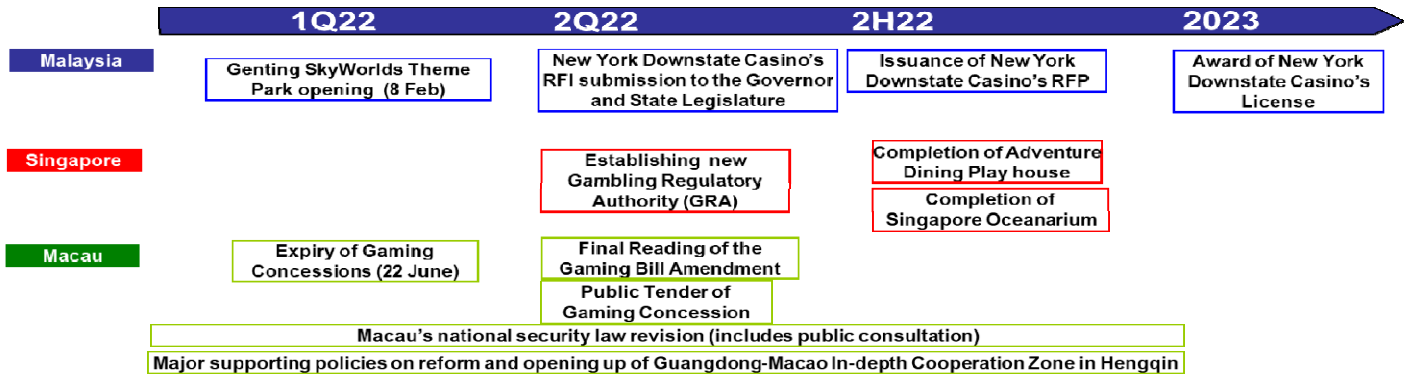 1Q22 2Q22 2H22 2023
Malaysia
Genting SkyWorlds Theme
Park opening (8 Feb)
New York Downstate Casino's
RFI submission to the Governor
and State Legislature
Issuance of New York
Downstate Casino's RFP
Award of New York
Downstate Casino's
License
Singapore
Establishing new
Gambling Regulatory
Authority (GRA)
Completion of Adventure
Dining Play house
Completion of
Singapore Oceanarium
Macau
Expiry of Gaming
Concessions (22 June)
Final Reading of the
Gaming Bill Amendment
Public Tender of
Gaming Concession
Macau's national security law revision (includes public consultation)
Major supporting policies on reform and opening up of Guangdong-Macao In-depth Cooperation Zone in Hengqin